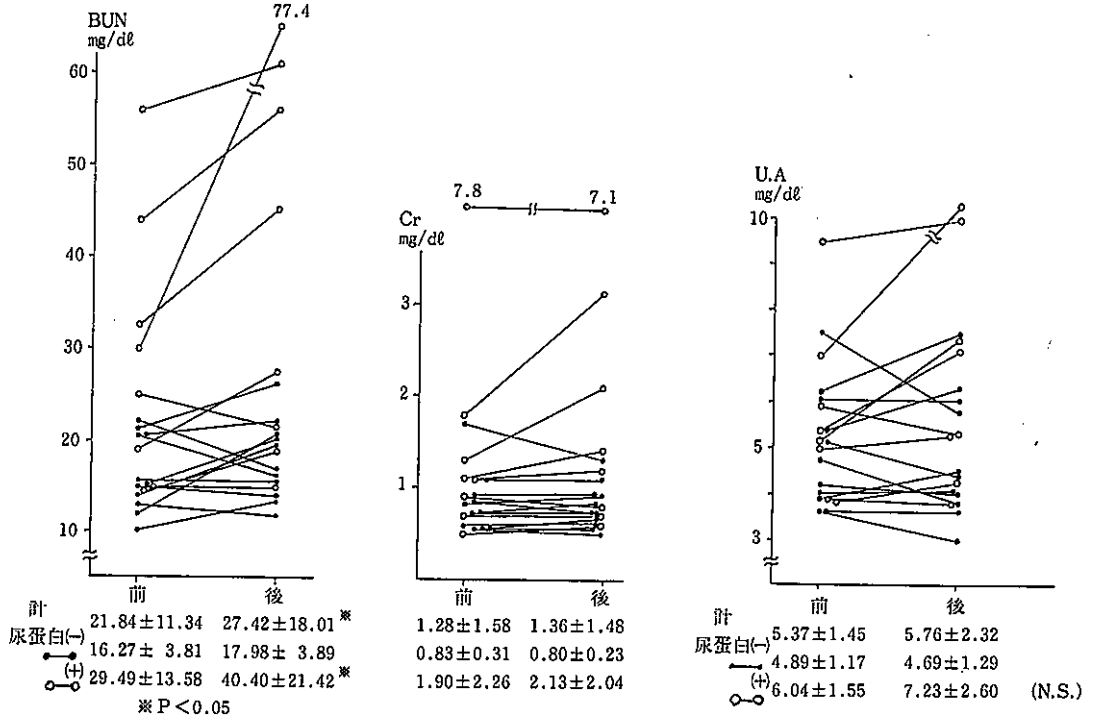 BUN
mg/dℓ
77.4
60
50
40
30
20
10
前 後
計 21.84±11.34 27.42±18.01※
尿蛋白(-) 16.27± 3.81 17.98± 3.89
(+) 29.49±13.58 40.40±21.42※
※P<0.05
Cr
mg/dℓ
7.8 7.1
3
2
1
前 後
1.28±1.58 1.36±1.48
0.83±0.31 0.80±0.23
1.90±2.26 2.13±2.04
U.A
mg/dℓ
10
5
3
前 後
計 5.37±1.45 5.76±2.32
尿蛋白(-) 4.89±1.17 4.69±1.29
(+) 6.04±1.55 7.23±2.60 (N.S.)